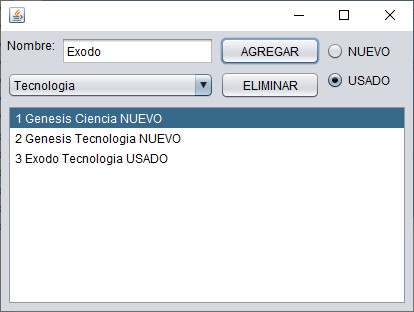 Nombre: Exodo AGREGAR NUEVO
Tecnologia ELIMINAR USADO
1 Genesis Ciencia NUEVO
2 Genesis Tecnologia NUEVO
3 Exodo Tecnologia USADO